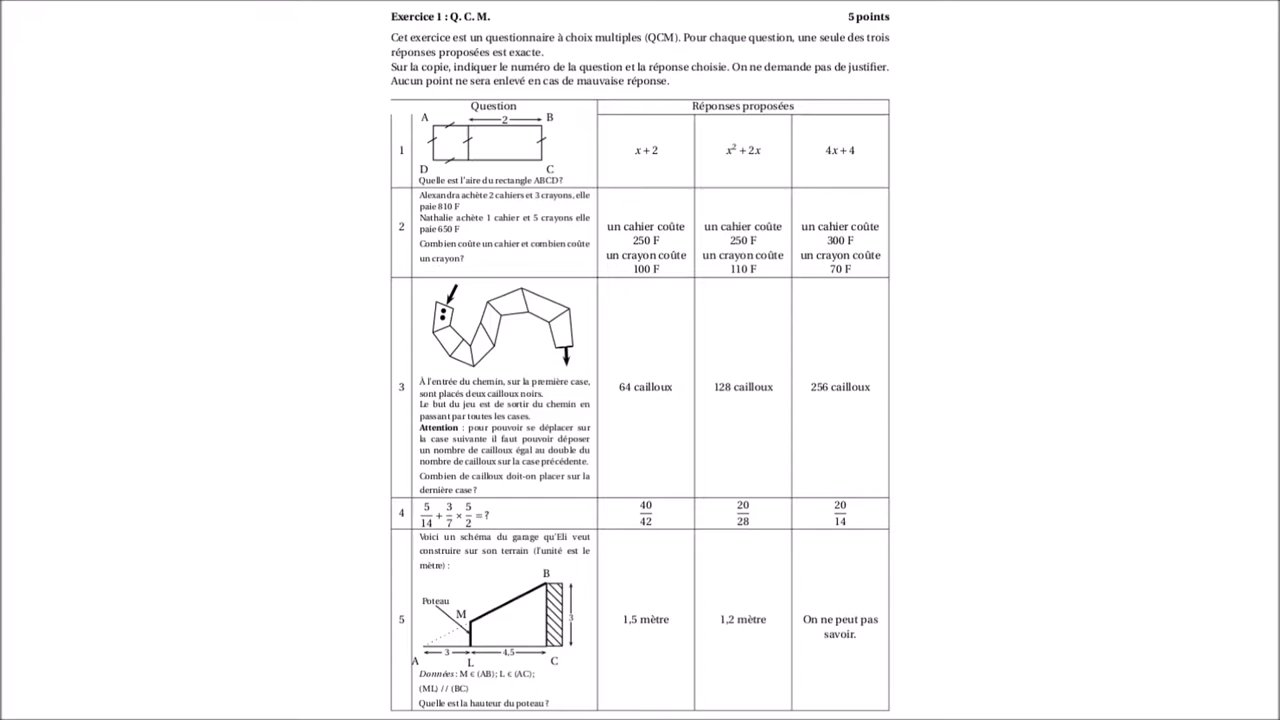 Exercice 1 : Q. C. M. 5 points
Cet exercice est un questionnaire à choix multiples (QCM). Pour chaque question, une seule des trois
réponses proposées est exacte.
Sur la copie, indiquer le numéro de la question et la réponse choisie. On ne demande pas de justifier.
Aucun point ne sera enlevé en cas de mauvaise réponse.
Question Réponses proposées
A 2 B
1
D C
Quelle est l'aire du rectangle ABCD?
x + 2
x² + 2x
4x + 4
2
Alexandra achète 2 cahiers et 3 crayons, elle
paie 810 F
Nathalie achète 1 cahier et 5 crayons elle
paie 650 F
Combien coûte un cahier et combien coûte
un crayon?
un cahier coûte
250 F
un crayon coûte
100 F
un cahier coûte
250 F
un crayon coûte
110 F
un cahier coûte
300 F
un crayon coûte
70 F
3
À l'entrée du chemin, sur la première case,
sont placés deux cailloux noirs.
Le but du jeu est de sortir du chemin en
passant par toutes les cases.
Attention : pour pouvoir se déplacer sur
la case suivante il faut pouvoir déposer
un nombre de cailloux égal au double du
nombre de cailloux sur la case précédente.
Combien de cailloux doit-on placer sur la
dernière case?
64 cailloux
128 cailloux
256 cailloux
4
5/14 + 3/7 × 5/2 = ?
40/42
20/28
20/14
5
Voici un schéma du garage qu'Eli veut
construire sur son terrain (l'unité est le
mètre) :
B
Poteau
M
3
3 4,5
A L C
Données : M ∈ (AB); L ∈ (AC);
(ML) // (BC)
Quelle est la hauteur du poteau?
1,5 mètre
1,2 mètre
On ne peut pas
savoir.